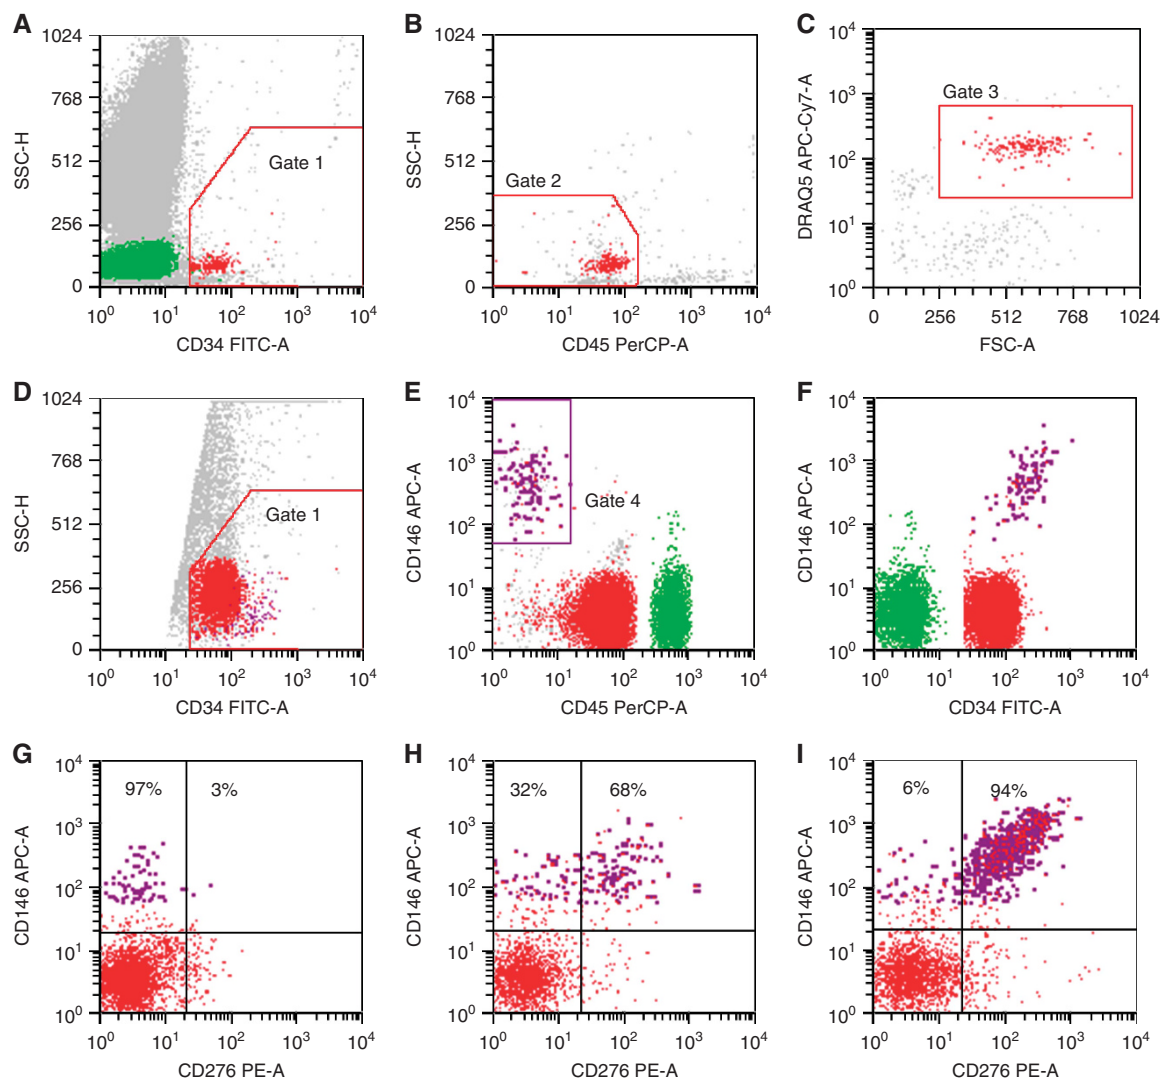 A
SSC-H
1024
768
512
256
0
Gate 1
10^0 10^1 10^2 10^3 10^4
CD34 FITC-A
B
SSC-H
1024
768
512
256
0
Gate 2
10^0 10^1 10^2 10^3 10^4
CD45 PerCP-A
C
DRAQ5 APC-Cy7-A
10^4
10^3
10^2
10^1
10^0
Gate 3
0 256 512 768 1024
FSC-A
D
SSC-H
1024
768
512
256
0
Gate 1
10^0 10^1 10^2 10^3 10^4
CD34 FITC-A
E
CD146 APC-A
10^4
10^3
10^2
10^1
10^0
Gate 4
10^0 10^1 10^2 10^3 10^4
CD45 PerCP-A
F
CD146 APC-A
10^4
10^3
10^2
10^1
10^0
10^0 10^1 10^2 10^3 10^4
CD34 FITC-A
G
CD146 APC-A
10^4
10^3
10^2
10^1
10^0
97% 3%
10^0 10^1 10^2 10^3 10^4
CD276 PE-A
H
CD146 APC-A
10^4
10^3
10^2
10^1
10^0
32% 68%
10^0 10^1 10^2 10^3 10^4
CD276 PE-A
I
CD146 APC-A
10^4
10^3
10^2
10^1
10^0
6% 94%
10^0 10^1 10^2 10^3 10^4
CD276 PE-A